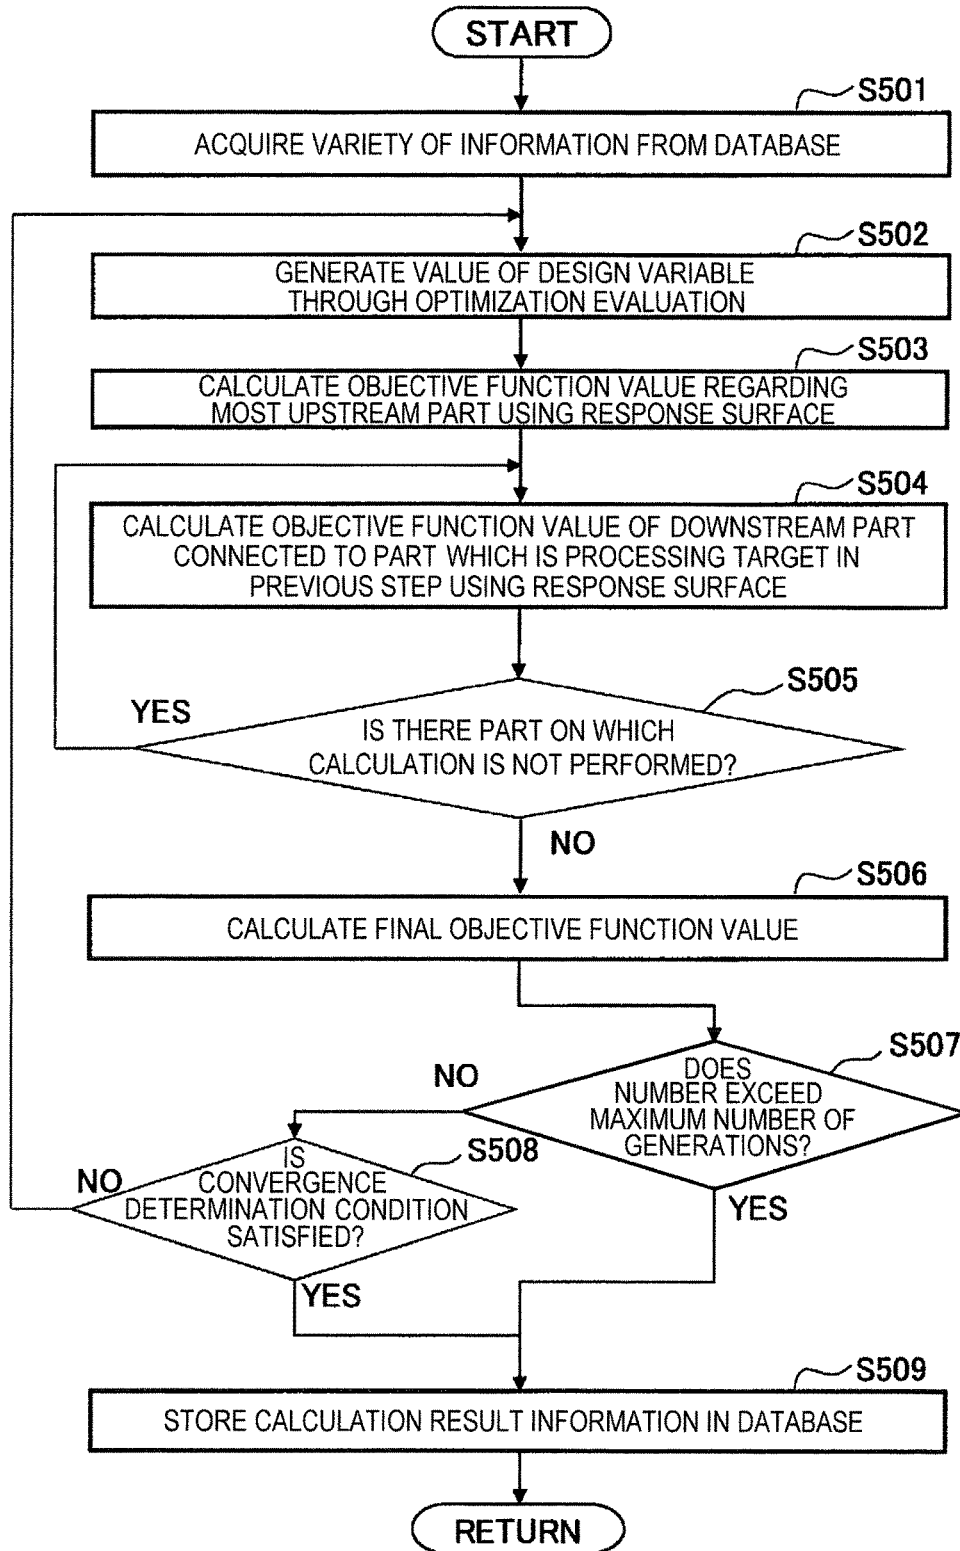 START
S501
ACQUIRE VARIETY OF INFORMATION FROM DATABASE
S502
GENERATE VALUE OF DESIGN VARIABLE
THROUGH OPTIMIZATION EVALUATION
S503
CALCULATE OBJECTIVE FUNCTION VALUE REGARDING
MOST UPSTREAM PART USING RESPONSE SURFACE
S504
CALCULATE OBJECTIVE FUNCTION VALUE OF DOWNSTREAM PART
CONNECTED TO PART WHICH IS PROCESSING TARGET IN
PREVIOUS STEP USING RESPONSE SURFACE
S505
YES
IS THERE PART ON WHICH
CALCULATION IS NOT PERFORMED?
NO
S506
CALCULATE FINAL OBJECTIVE FUNCTION VALUE
S507
NO
DOES
NUMBER EXCEED
MAXIMUM NUMBER OF
GENERATIONS?
YES
S508
NO
IS
CONVERGENCE
DETERMINATION CONDITION
SATISFIED?
YES
S509
STORE CALCULATION RESULT INFORMATION IN DATABASE
RETURN